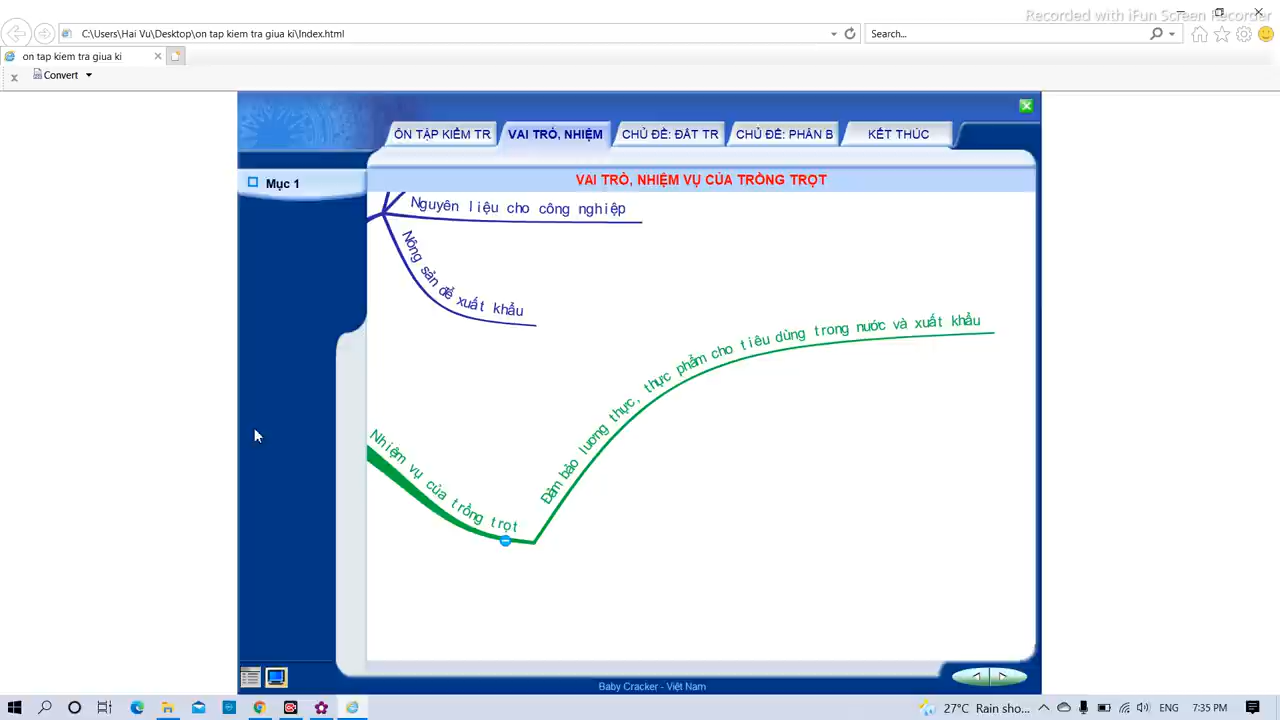 Recorded with iFun Screen Recorder
C:\Users\Hai Vu\Desktop\on tap kiem tra giua ki\Index.html
Search...
on tap kiem tra giua ki
x Convert
ÔN TẬP KIỂM TR
VAI TRÒ, NHIỆM
CHỦ ĐỀ: ĐẤT TR
CHỦ ĐỀ: PHÂN B
KẾT THÚC
Mục 1
VAI TRÒ, NHIỆM VỤ CỦA TRỒNG TRỌT
Nguyên liệu cho công nghiệp
Nông sản để xuất khẩu
Đảm bảo lương thực, thực phẩm cho tiêu dùng trong nước và xuất khẩu
Nhiệm vụ của trồng trọt
Baby Cracker - Việt Nam
27°C Rain sho... ENG 7:35 PM